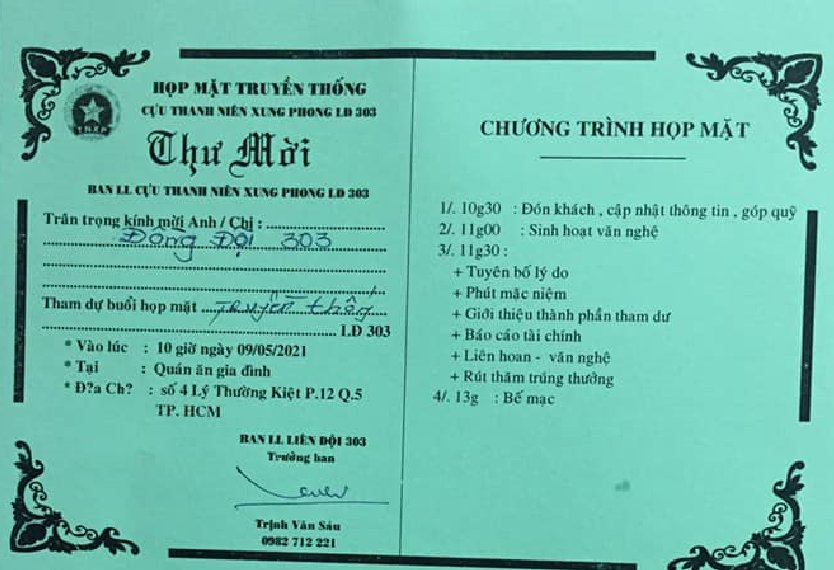 HỌP MẶT TRUYỀN THỐNG
CỰU THANH NIÊN XUNG PHONG LĐ 303
Thư Mời
BAN LL CỰU THANH NIÊN XUNG PHONG LĐ 303
Trân trọng kính mời Anh / Chị : ....................
Đồng Đội 303
Tham dự buổi họp mặt ... Truyền thống
LĐ 303
* Vào lúc : 10 giờ ngày 09/05/2021
* Tại : Quán ăn gia đình
* Đ?a Ch? : số 4 Lý Thường Kiệt P.12 Q.5
TP. HCM
BAN LL LIÊN ĐỘI 303
Trưởng ban
Trịnh Văn Sáu
0982 712 221
CHƯƠNG TRÌNH HỌP MẶT
1/. 10g30 : Đón khách , cập nhật thông tin , góp quỹ
2/. 11g00 : Sinh hoạt văn nghệ
3/. 11g30 :
+ Tuyên bố lý do
+ Phút mặc niệm
+ Giới thiệu thành phần tham dư
+ Báo cáo tài chính
+ Liên hoan - văn nghệ
+ Rút thăm trúng thưởng
4/. 13g : Bế mạc